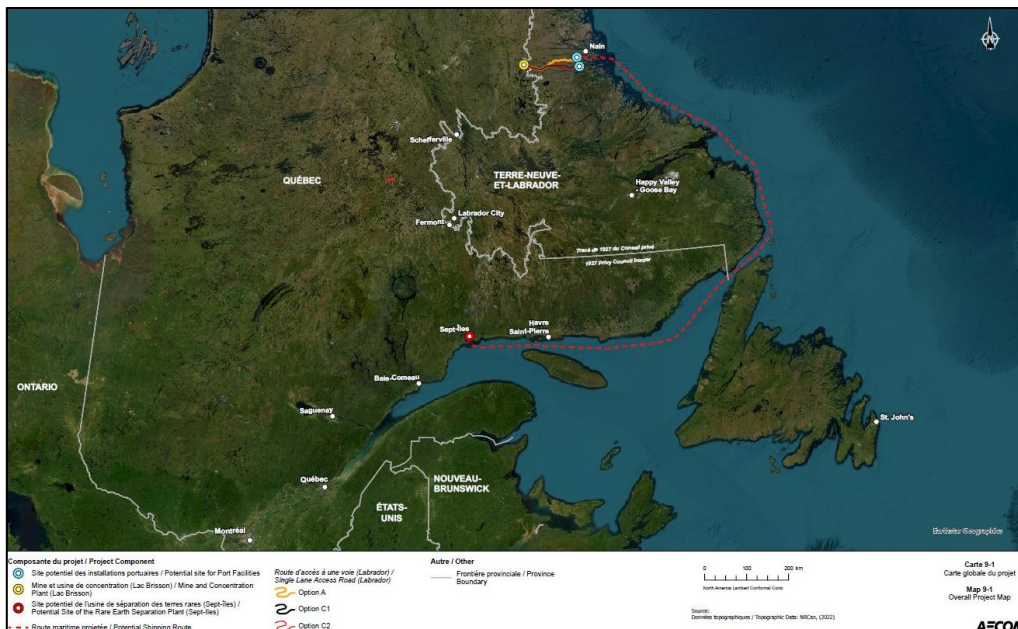 Nain
Schefferville
QUÉBEC
TERRE-NEUVE-
ET-LABRADOR
Happy Valley
- Goose Bay
Labrador City
Fermont
Tracé de 1927 du Conseil privé
1927 Privy Council border
Sept-Îles
Havre
Saint-Pierre
Baie-Comeau
ONTARIO
Saguenay
St. John's
Québec
NOUVEAU-
BRUNSWICK
ÉTATS-
UNIS
Montréal
Earthstar Geographics
Composante du projet / Project Component
Site potentiel des installations portuaires / Potential site for Port Facilities
Mine et usine de concentration (Lac Brisson) / Mine and Concentration
Plant (Lac Brisson)
Site potentiel de l'usine de séparation des terres rares (Sept-Îles) /
Potential Site of the Rare Earth Separation Plant (Sept-Iles)
Route maritime projetée / Potential Shipping Route
Route d'accès à une voie (Labrador) /
Single Lane Access Road (Labrador)
Option A
Option C1
Option C2
Autre / Other
Frontière provinciale / Province
Boundary
0 100 200 km
North America Lambert Conformal Conic
Source:
Données topographiques / Topographic Data: NRCan, (2022)
Carte 9-1
Carte globale du projet
Map 9-1
Overall Project Map
AECOM